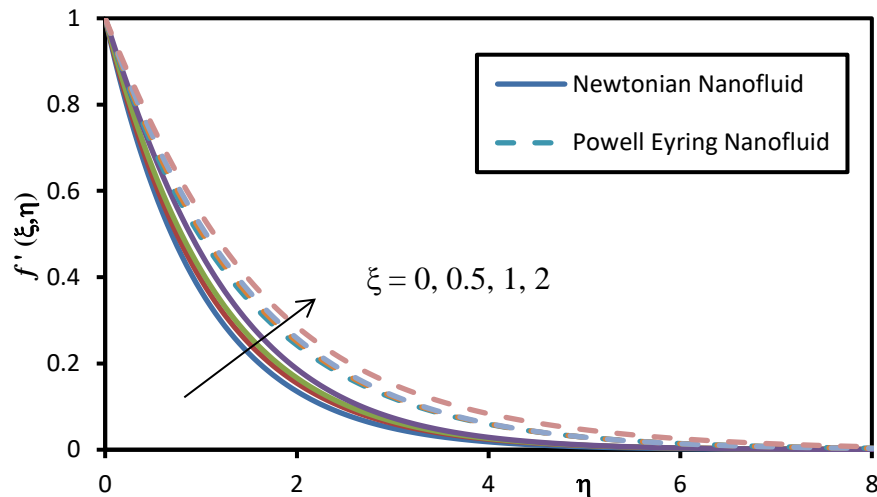 1
0.8
0.6
0.4
0.2
0
0
2
4
6
8
f ' (ξ,η)
η
Newtonian Nanofluid
Powell Eyring Nanofluid
ξ = 0, 0.5, 1, 2